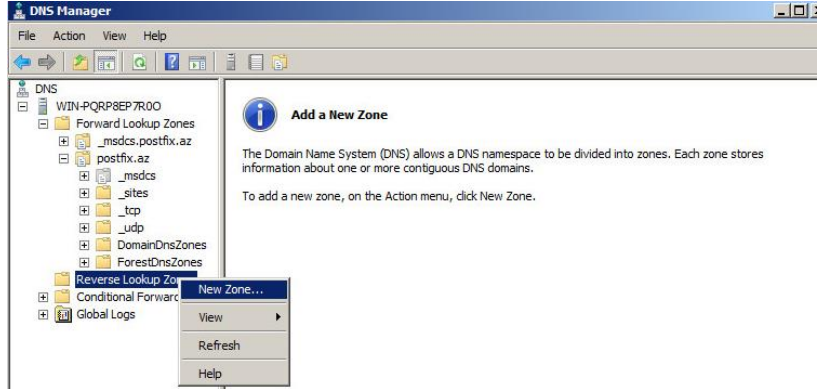 DNS Manager
File Action View Help
DNS
WIN-PQRP8EP7R0O
Forward Lookup Zones
_msdcs.postfix.az
postfix.az
_msdcs
_sites
_tcp
_udp
DomainDnsZones
ForestDnsZones
Reverse Lookup Zon
Conditional Forward
Global Logs
New Zone...
View
Refresh
Help
Add a New Zone
The Domain Name System (DNS) allows a DNS namespace to be divided into zones. Each zone stores
information about one or more contiguous DNS domains.
To add a new zone, on the Action menu, click New Zone.